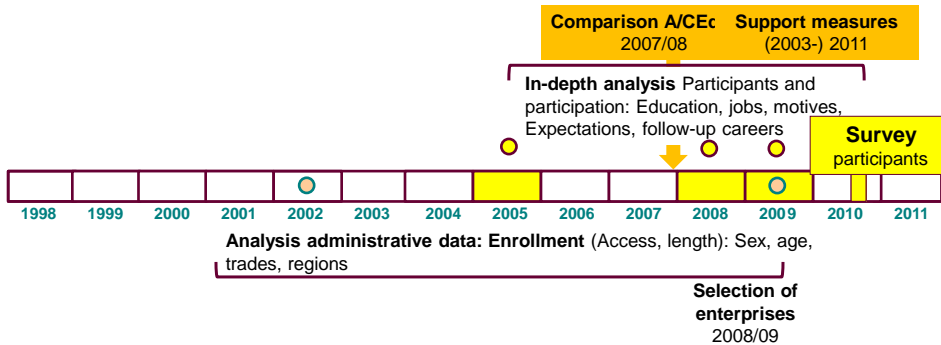 Comparison A/CEc
2007/08
Support measures
(2003-) 2011
In-depth analysis Participants and
participation: Education, jobs, motives,
Expectations, follow-up careers
Survey
participants
1998 1999 2000 2001 2002 2003 2004 2005 2006 2007 2008 2009 2010 2011
Analysis administrative data: Enrollment (Access, length): Sex, age,
trades, regions
Selection of
enterprises
2008/09